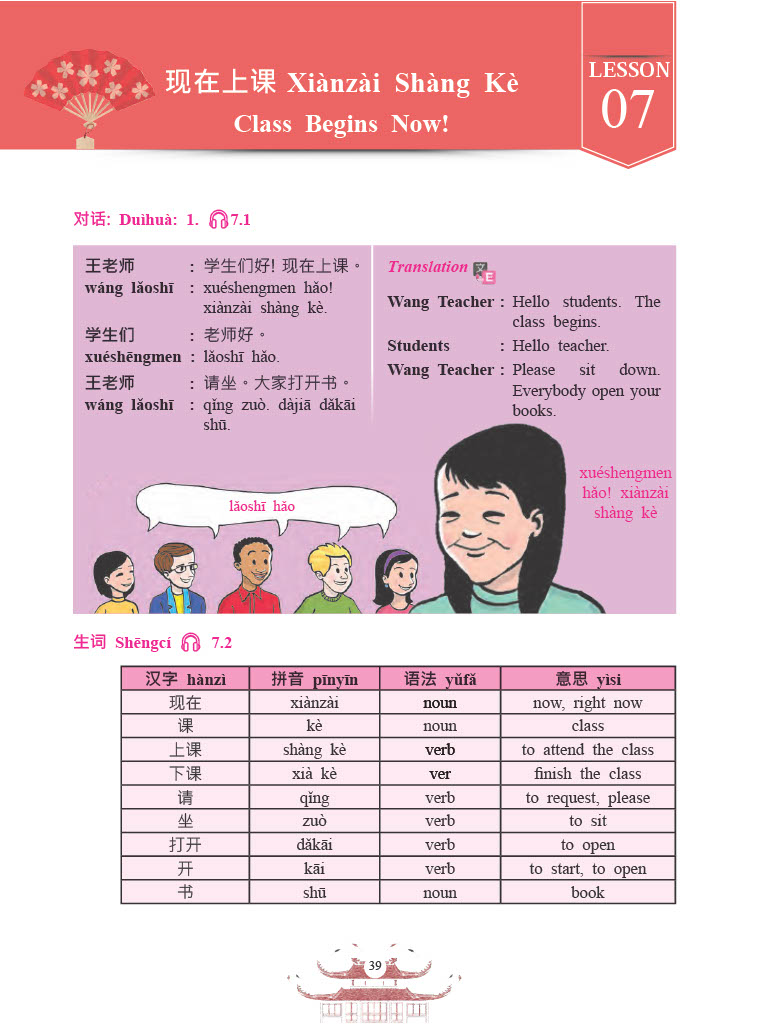 现在上课 Xiànzài Shàng Kè
Class Begins Now!
LESSON
07
对话: Duìhuà: 1. 7.1
王老师 : 学生们好! 现在上课。
wáng lǎoshī : xuéshengmen hǎo!
xiànzài shàng kè.
学生们 : 老师好。
xuéshēngmen : lǎoshī hǎo.
王老师 : 请坐。大家打开书。
wáng lǎoshī : qǐng zuò. dàjiā dǎkāi
shū.
Translation 文 E
Wang Teacher : Hello students. The
class begins.
Students : Hello teacher.
Wang Teacher : Please sit down.
Everybody open your
books.
xuéshengmen
hǎo! xiànzài
shàng kè
lǎoshī hǎo
生词 Shēngcí 7.2
汉字 hànzì 拼音 pīnyīn 语法 yǔfǎ 意思 yìsi
现在 xiànzài noun now, right now
课 kè noun class
上课 shàng kè verb to attend the class
下课 xià kè ver finish the class
请 qǐng verb to request, please
坐 zuò verb to sit
打开 dǎkāi verb to open
开 kāi verb to start, to open
书 shū noun book
39